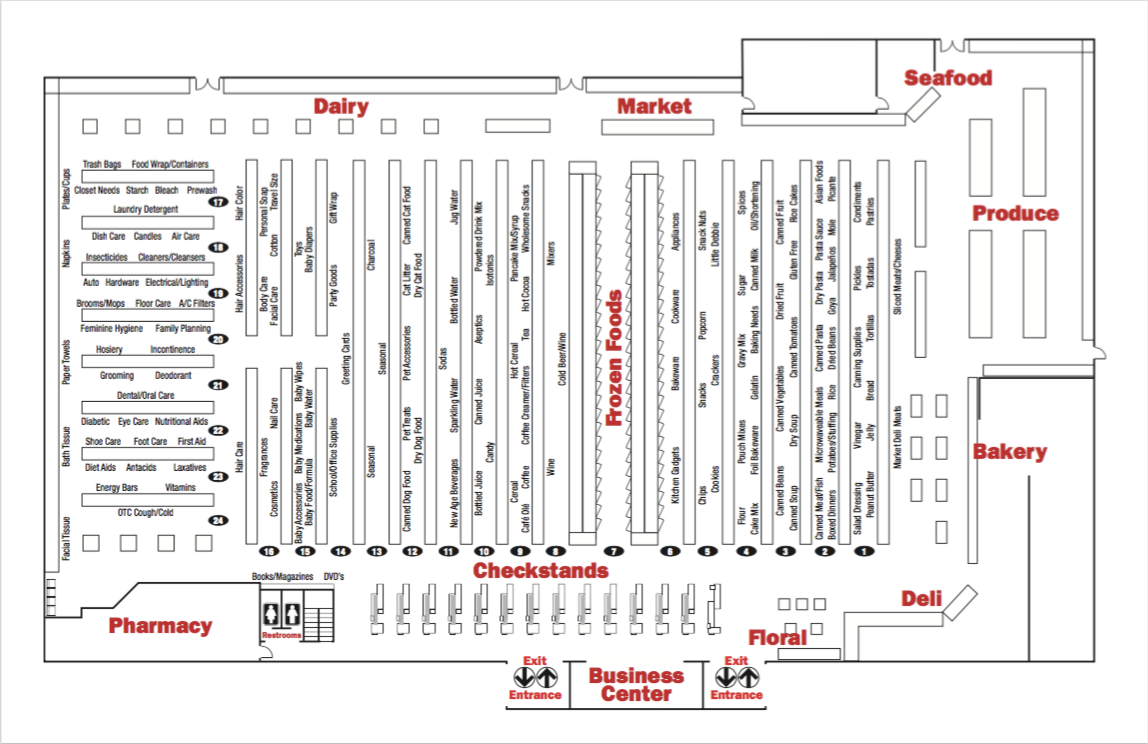 Seafood
Dairy
Market
Produce
Bakery
Deli
Floral
Frozen Foods
Checkstands
Pharmacy
Restrooms
Books/Magazines DVD's
Exit
Entrance
Business
Center
Exit
Entrance
Plates/Cups
Napkins
Paper Towels
Bath Tissue
Facial Tissue
Trash Bags Food Wrap/Containers
Closet Needs Starch Bleach Prewash
17
Laundry Detergent
Dish Care Candles Air Care
18
Insecticides Cleaners/Cleansers
Auto Hardware Electrical/Lighting
19
Brooms/Mops Floor Care A/C Filters
Feminine Hygiene Family Planning
20
Hosiery Incontinence
Grooming Deodorant
21
Dental/Oral Care
Diabetic Eye Care Nutritional Aids
22
Shoe Care Foot Care First Aid
Diet Aids Antacids Laxatives
23
Energy Bars Vitamins
OTC Cough/Cold
24
Hair Care Hair Accessories Hair Color
Fragrances Nail Care Body Care Personal Soap
Cosmetics Facial Care Cotton Travel Size
16
Baby Accessories Baby Medications Baby Wipes Toys
Baby Food/Formula Baby Water Baby Diapers
15
School/Office Supplies Party Goods Gift Wrap
Greeting Cards
14
Seasonal Charcoal
Seasonal
13
Canned Dog Food Pet Treats Pet Accessories Cat Litter Canned Cat Food
Dry Dog Food Dry Cat Food
12
Sodas
New Age Beverages Sparkling Water Bottled Water Jug Water
11
Bottled Juice Canned Juice Aseptics Powdered Drink Mix
Candy Isotonics
10
Cereal Hot Cereal Pancake Mix/Syrup
Café Olé Coffee Coffee Creamer/Filters Tea Hot Cocoa Wholesome Snacks
9
Wine Mixers
Cold Beer/Wine
8
7
Kitchen Gadgets Bakeware Cookware Appliances
6
Chips Snacks Popcorn Snack Nuts
Cookies Crackers Little Debbie
5
Flour Pouch Mixes Gravy Mix Sugar Spices
Cake Mix Foil Bakeware Gelatin Baking Needs Canned Milk Oil/Shortening
4
Canned Beans Canned Vegetables Dried Fruit Canned Fruit
Canned Soup Dry Soup Canned Tomatoes Gluten Free Rice Cakes
3
Canned Meat/Fish Microwaveable Meals Canned Pasta Dry Pasta Pasta Sauce Asian Foods
Boxed Dinners Potatoes/Stuffing Rice Dried Beans Goya Jalapeños Mole Picante
2
Salad Dressing Vinegar Canning Supplies Pickles Condiments
Peanut Butter Jelly Bread Tortillas Tostadas Pastries
1
Market Deli Meats Sliced Meats/Cheeses